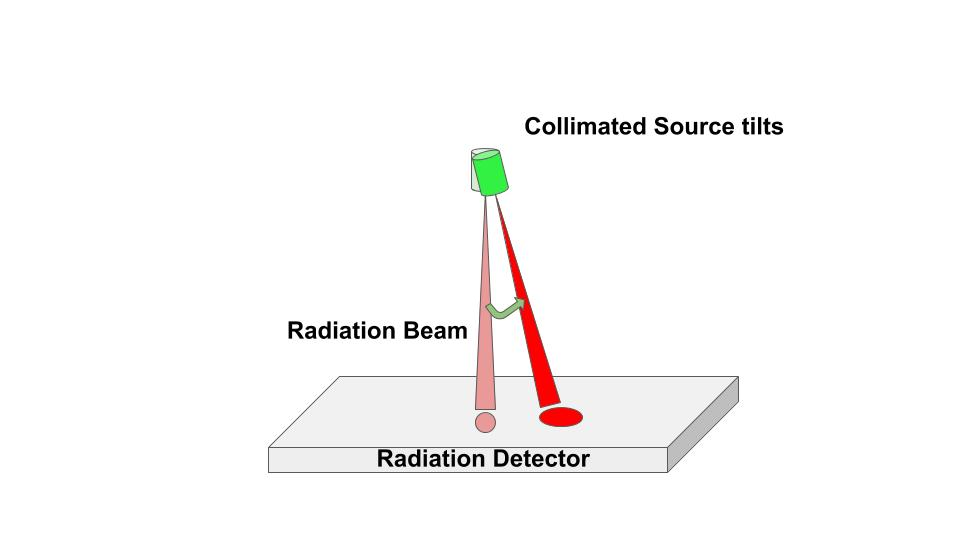 Collimated Source tilts
Radiation Beam
Radiation Detector